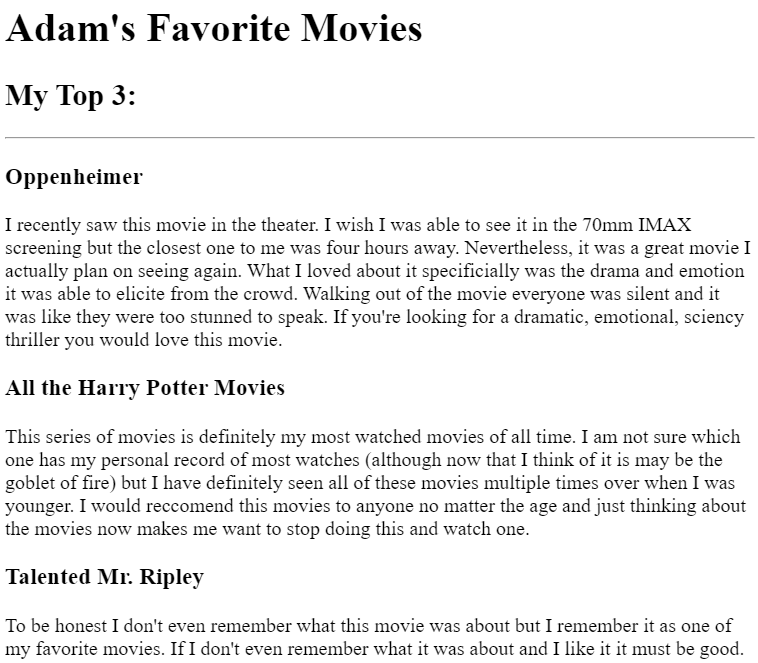 Adam's Favorite Movies
My Top 3:
Oppenheimer
I recently saw this movie in the theater. I wish I was able to see it in the 70mm IMAX
screening but the closest one to me was four hours away. Nevertheless, it was a great movie I
actually plan on seeing again. What I loved about it specificially was the drama and emotion
it was able to elicite from the crowd. Walking out of the movie everyone was silent and it
was like they were too stunned to speak. If you're looking for a dramatic, emotional, sciency
thriller you would love this movie.
All the Harry Potter Movies
This series of movies is definitely my most watched movies of all time. I am not sure which
one has my personal record of most watches (although now that I think of it is may be the
goblet of fire) but I have definitely seen all of these movies multiple times over when I was
younger. I would reccomend this movies to anyone no matter the age and just thinking about
the movies now makes me want to stop doing this and watch one.
Talented Mr. Ripley
To be honest I don't even remember what this movie was about but I remember it as one of
my favorite movies. If I don't even remember what it was about and I like it it must be good.